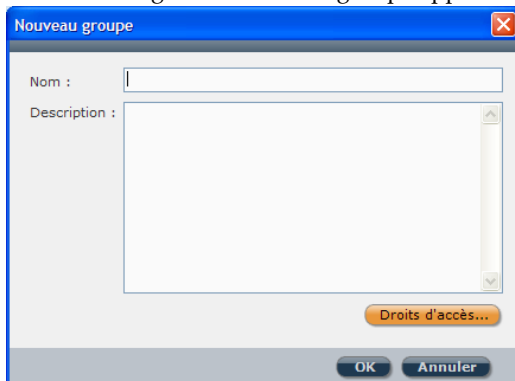 Nouveau groupe
Nom :
Description :
Droits d'accès...
OK Annuler